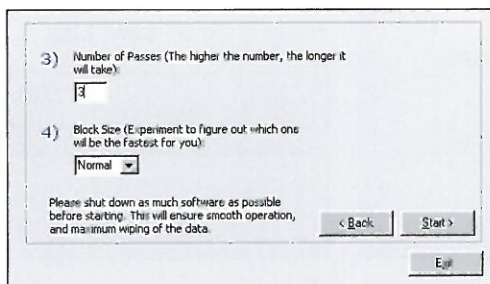 3) Number of Passes (The higher the number, the longer it
will take):
3
4) Block Size (Experiment to figure out which one
will be the fastest for you):
Normal
Please shut down as much software as possible
before starting. This will ensure smooth operation,
and maximum wiping of the data.
< Back
Start >
Exit